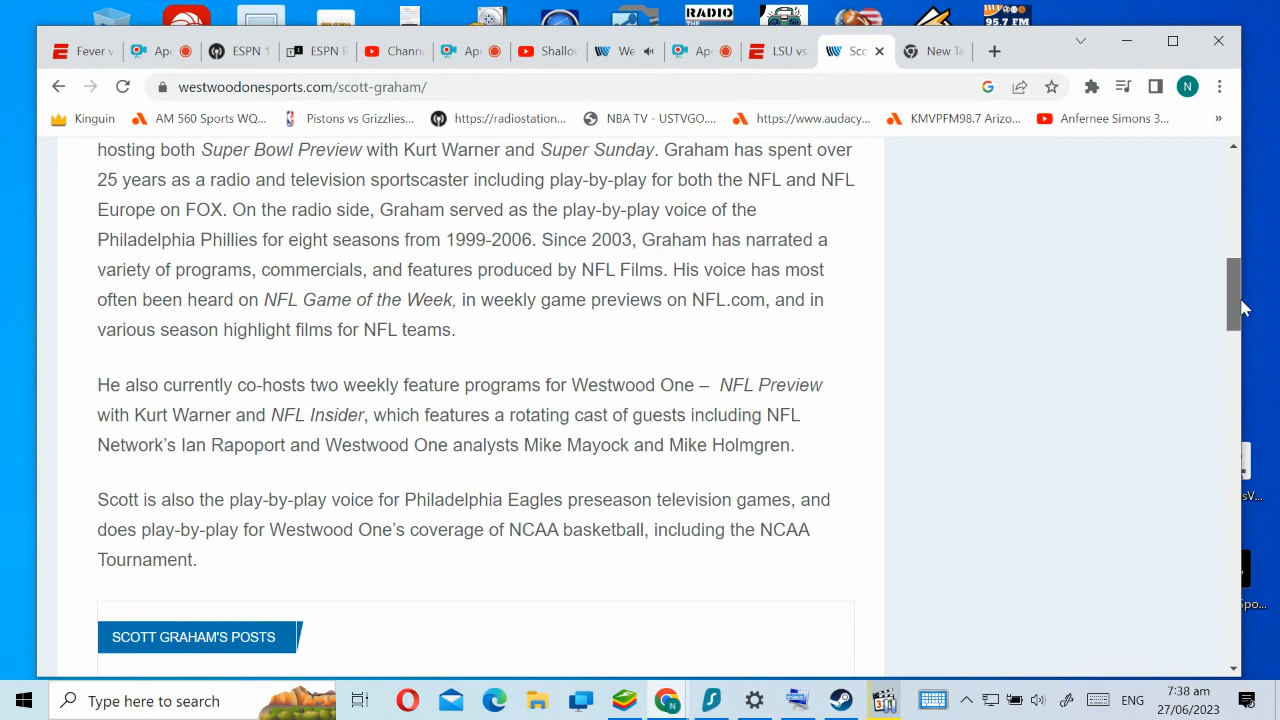 RADIO
THE
95.7 FM
Fever v
Apo
ESPN 1
ESPN F
Chann
Apo
Shallov
We
Apo
LSU vs.
Sco
New Ta
westwoodonesports.com/scott-graham/
N
Kinguin
AM 560 Sports WQ...
Pistons vs Grizzlies...
https://radiostation...
NBA TV - USTVGO....
https://www.audacy...
KMVPFM98.7 Arizo...
Anfernee Simons 3...
»
hosting both Super Bowl Preview with Kurt Warner and Super Sunday. Graham has spent over
25 years as a radio and television sportscaster including play-by-play for both the NFL and NFL
Europe on FOX. On the radio side, Graham served as the play-by-play voice of the
Philadelphia Phillies for eight seasons from 1999-2006. Since 2003, Graham has narrated a
variety of programs, commercials, and features produced by NFL Films. His voice has most
often been heard on NFL Game of the Week, in weekly game previews on NFL.com, and in
various season highlight films for NFL teams.
He also currently co-hosts two weekly feature programs for Westwood One – NFL Preview
with Kurt Warner and NFL Insider, which features a rotating cast of guests including NFL
Network’s Ian Rapoport and Westwood One analysts Mike Mayock and Mike Holmgren.
Scott is also the play-by-play voice for Philadelphia Eagles preseason television games, and
does play-by-play for Westwood One’s coverage of NCAA basketball, including the NCAA
Tournament.
SCOTT GRAHAM'S POSTS
sV...
Spo...
Type here to search
ENG
7:38 am
27/06/2023